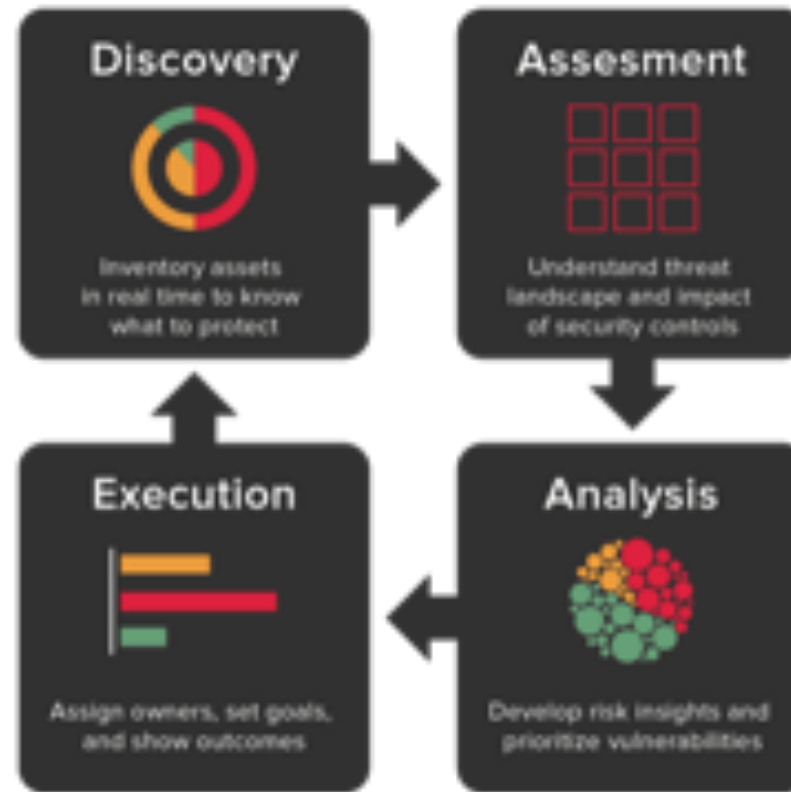 Discovery
Inventory assets
in real time to know
what to protect
Assesment
Understand threat
landscape and impact
of security controls
Execution
Assign owners, set goals,
and show outcomes
Analysis
Develop risk insights and
prioritize vulnerabilities